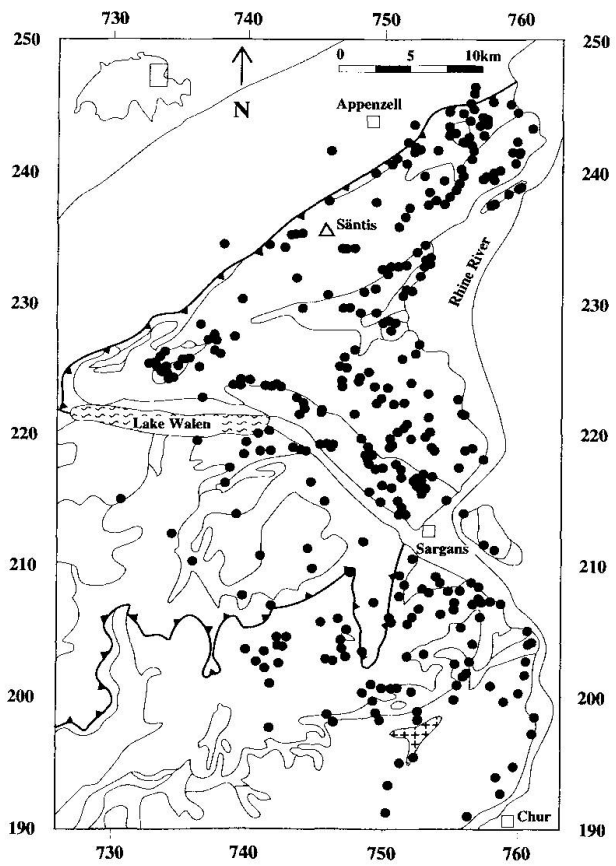 730 740 750 760
250 250
0 5 10km
N
Appenzell
240 240
Säntis
Rhine River
230 230
Lake Walen
220 220
Sargans
210 210
200 200
Chur
190 190
730 740 750 760